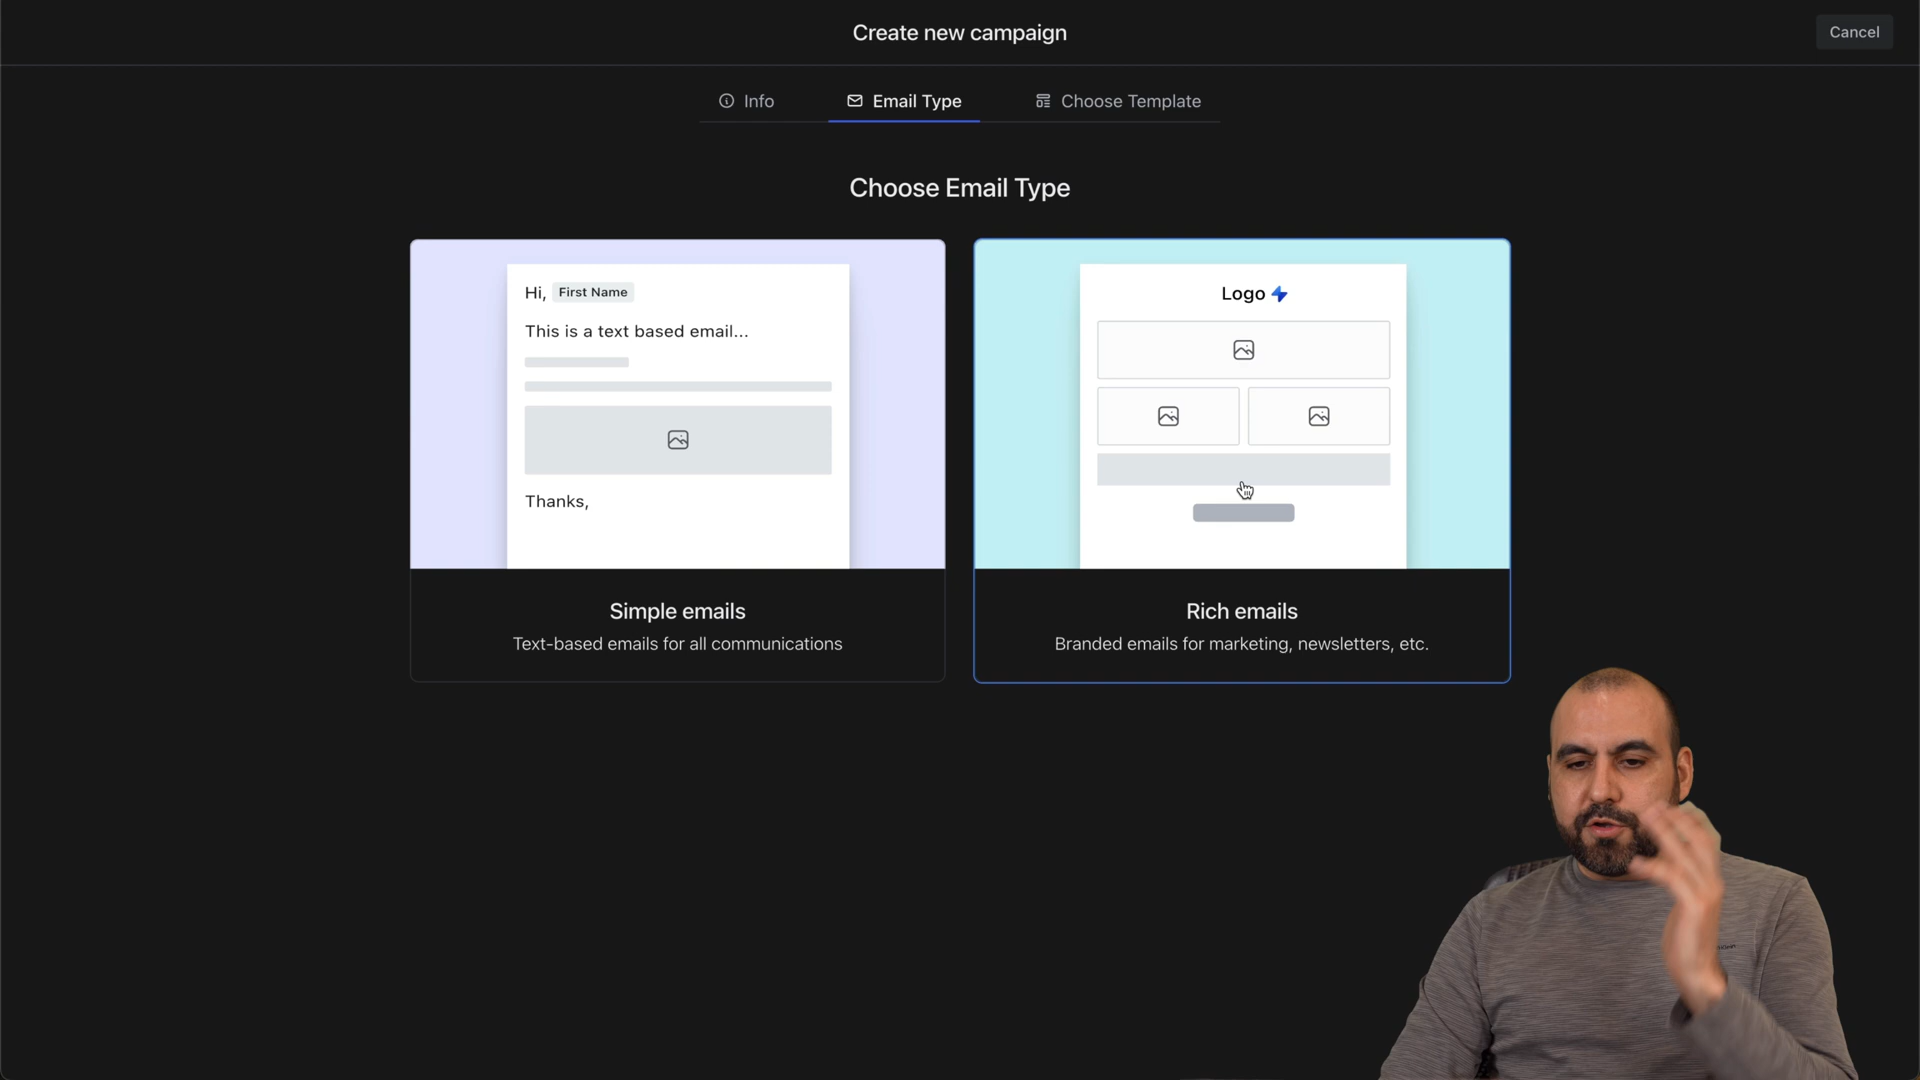 Create new campaign
Cancel
Info
Email Type
Choose Template
Choose Email Type
Hi, First Name
This is a text based email...
Thanks,
Logo
Simple emails
Text-based emails for all communications
Rich emails
Branded emails for marketing, newsletters, etc.